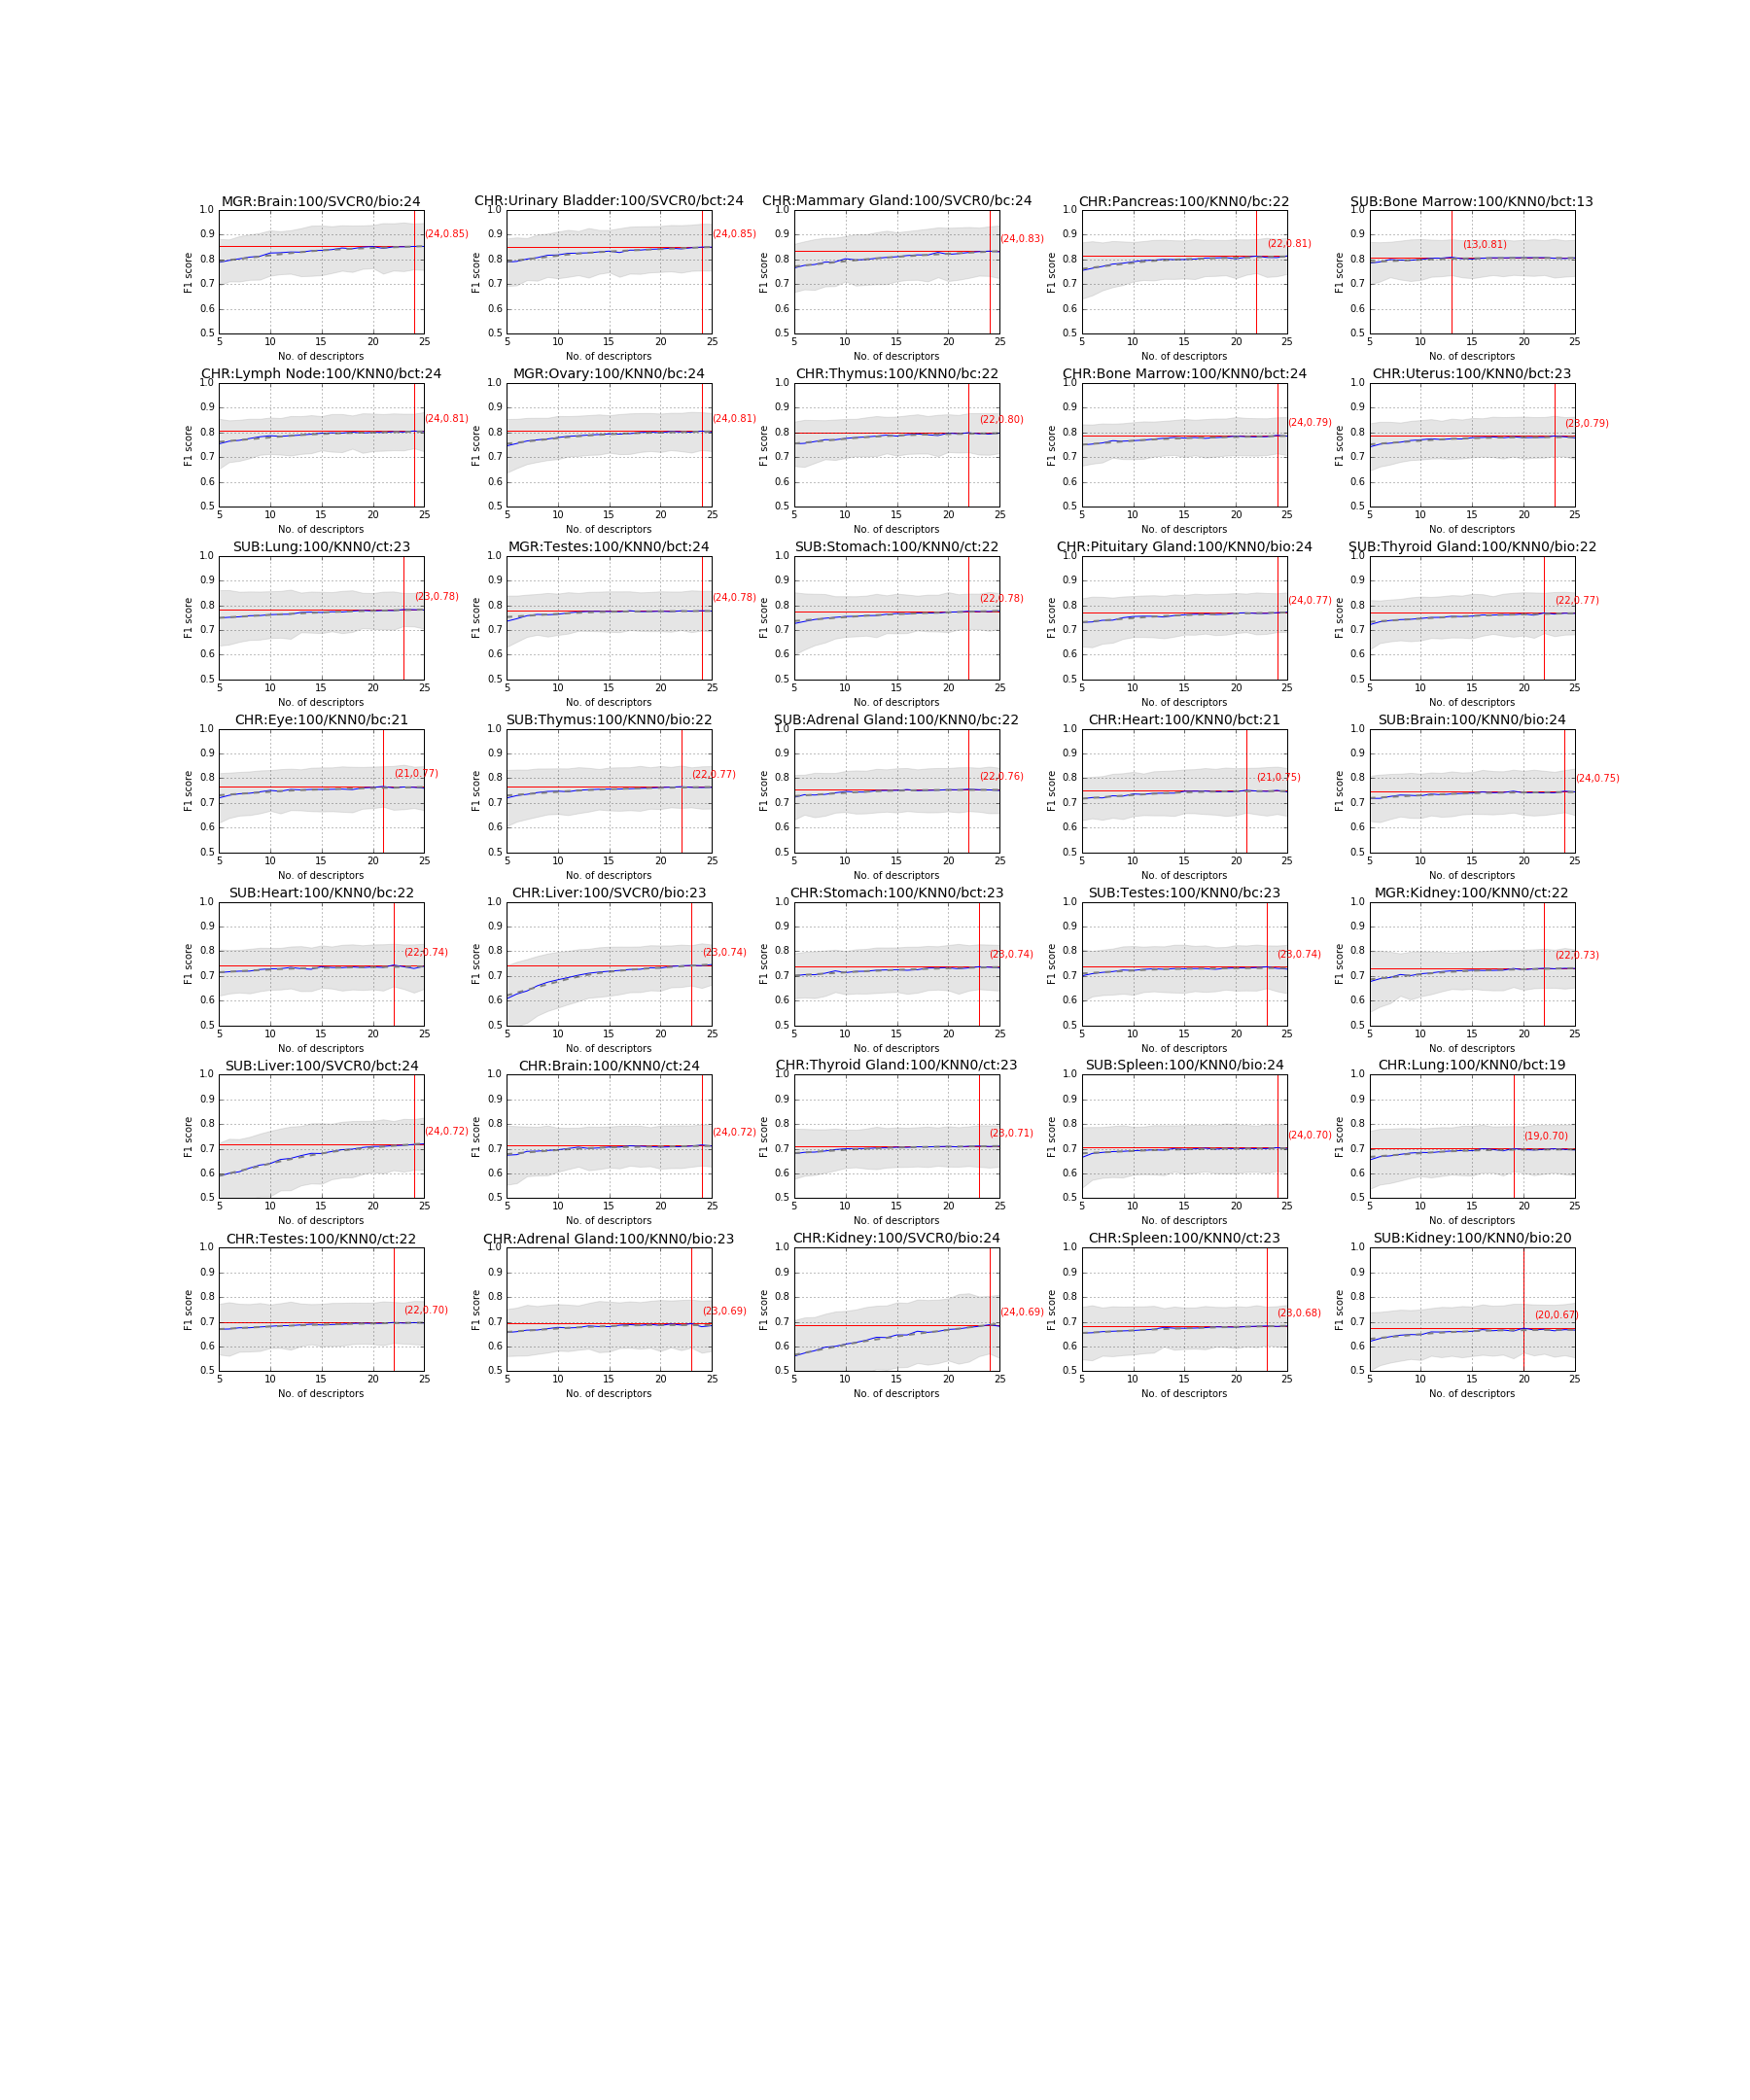 MGR:Brain:100/SVCR0/bio:24
CHR:Urinary Bladder:100/SVCR0/bct:24
CHR:Mammary Gland:100/SVCR0/bc:24
CHR:Pancreas:100/KNN0/bc:22
SUB:Bone Marrow:100/KNN0/bct:13
(24,0.85)
(24,0.85)
(24,0.83)
(22,0.81)
(13,0.81)
1.0 0.9 0.8 0.7 0.6 0.5
F1 score
5 10 15 20 25
No. of descriptors
1.0 0.9 0.8 0.7 0.6 0.5
F1 score
5 10 15 20 25
No. of descriptors
1.0 0.9 0.8 0.7 0.6 0.5
F1 score
5 10 15 20 25
No. of descriptors
1.0 0.9 0.8 0.7 0.6 0.5
F1 score
5 10 15 20 25
No. of descriptors
1.0 0.9 0.8 0.7 0.6 0.5
F1 score
5 10 15 20 25
No. of descriptors
CHR:Lymph Node:100/KNN0/bct:24
MGR:Ovary:100/KNN0/bc:24
CHR:Thymus:100/KNN0/bc:22
CHR:Bone Marrow:100/KNN0/bct:24
CHR:Uterus:100/KNN0/bct:23
(24,0.81)
(24,0.81)
(22,0.80)
(24,0.79)
(23,0.79)
1.0 0.9 0.8 0.7 0.6 0.5
F1 score
5 10 15 20 25
No. of descriptors
1.0 0.9 0.8 0.7 0.6 0.5
F1 score
5 10 15 20 25
No. of descriptors
1.0 0.9 0.8 0.7 0.6 0.5
F1 score
5 10 15 20 25
No. of descriptors
1.0 0.9 0.8 0.7 0.6 0.5
F1 score
5 10 15 20 25
No. of descriptors
1.0 0.9 0.8 0.7 0.6 0.5
F1 score
5 10 15 20 25
No. of descriptors
SUB:Lung:100/KNN0/ct:23
MGR:Testes:100/KNN0/bct:24
SUB:Stomach:100/KNN0/ct:22
CHR:Pituitary Gland:100/KNN0/bio:24
SUB:Thyroid Gland:100/KNN0/bio:22
(23,0.78)
(24,0.78)
(22,0.78)
(24,0.77)
(22,0.77)
1.0 0.9 0.8 0.7 0.6 0.5
F1 score
5 10 15 20 25
No. of descriptors
1.0 0.9 0.8 0.7 0.6 0.5
F1 score
5 10 15 20 25
No. of descriptors
1.0 0.9 0.8 0.7 0.6 0.5
F1 score
5 10 15 20 25
No. of descriptors
1.0 0.9 0.8 0.7 0.6 0.5
F1 score
5 10 15 20 25
No. of descriptors
1.0 0.9 0.8 0.7 0.6 0.5
F1 score
5 10 15 20 25
No. of descriptors
CHR:Eye:100/KNN0/bc:21
SUB:Thymus:100/KNN0/bio:22
SUB:Adrenal Gland:100/KNN0/bc:22
CHR:Heart:100/KNN0/bct:21
SUB:Brain:100/KNN0/bio:24
(21,0.77)
(22,0.77)
(22,0.76)
(21,0.75)
(24,0.75)
1.0 0.9 0.8 0.7 0.6 0.5
F1 score
5 10 15 20 25
No. of descriptors
1.0 0.9 0.8 0.7 0.6 0.5
F1 score
5 10 15 20 25
No. of descriptors
1.0 0.9 0.8 0.7 0.6 0.5
F1 score
5 10 15 20 25
No. of descriptors
1.0 0.9 0.8 0.7 0.6 0.5
F1 score
5 10 15 20 25
No. of descriptors
1.0 0.9 0.8 0.7 0.6 0.5
F1 score
5 10 15 20 25
No. of descriptors
SUB:Heart:100/KNN0/bc:22
CHR:Liver:100/SVCR0/bio:23
CHR:Stomach:100/KNN0/bct:23
SUB:Testes:100/KNN0/bc:23
MGR:Kidney:100/KNN0/ct:22
(22,0.74)
(23,0.74)
(23,0.74)
(23,0.74)
(22,0.73)
1.0 0.9 0.8 0.7 0.6 0.5
F1 score
5 10 15 20 25
No. of descriptors
1.0 0.9 0.8 0.7 0.6 0.5
F1 score
5 10 15 20 25
No. of descriptors
1.0 0.9 0.8 0.7 0.6 0.5
F1 score
5 10 15 20 25
No. of descriptors
1.0 0.9 0.8 0.7 0.6 0.5
F1 score
5 10 15 20 25
No. of descriptors
1.0 0.9 0.8 0.7 0.6 0.5
F1 score
5 10 15 20 25
No. of descriptors
SUB:Liver:100/SVCR0/bct:24
CHR:Brain:100/KNN0/ct:24
CHR:Thyroid Gland:100/KNN0/ct:23
SUB:Spleen:100/KNN0/bio:24
CHR:Lung:100/KNN0/bct:19
(24,0.72)
(24,0.72)
(23,0.71)
(24,0.70)
(19,0.70)
1.0 0.9 0.8 0.7 0.6 0.5
F1 score
5 10 15 20 25
No. of descriptors
1.0 0.9 0.8 0.7 0.6 0.5
F1 score
5 10 15 20 25
No. of descriptors
1.0 0.9 0.8 0.7 0.6 0.5
F1 score
5 10 15 20 25
No. of descriptors
1.0 0.9 0.8 0.7 0.6 0.5
F1 score
5 10 15 20 25
No. of descriptors
1.0 0.9 0.8 0.7 0.6 0.5
F1 score
5 10 15 20 25
No. of descriptors
CHR:Testes:100/KNN0/ct:22
CHR:Adrenal Gland:100/KNN0/bio:23
CHR:Kidney:100/SVCR0/bio:24
CHR:Spleen:100/KNN0/ct:23
SUB:Kidney:100/KNN0/bio:20
(22,0.70)
(23,0.69)
(24,0.69)
(23,0.68)
(20,0.67)
1.0 0.9 0.8 0.7 0.6 0.5
F1 score
5 10 15 20 25
No. of descriptors
1.0 0.9 0.8 0.7 0.6 0.5
F1 score
5 10 15 20 25
No. of descriptors
1.0 0.9 0.8 0.7 0.6 0.5
F1 score
5 10 15 20 25
No. of descriptors
1.0 0.9 0.8 0.7 0.6 0.5
F1 score
5 10 15 20 25
No. of descriptors
1.0 0.9 0.8 0.7 0.6 0.5
F1 score
5 10 15 20 25
No. of descriptors